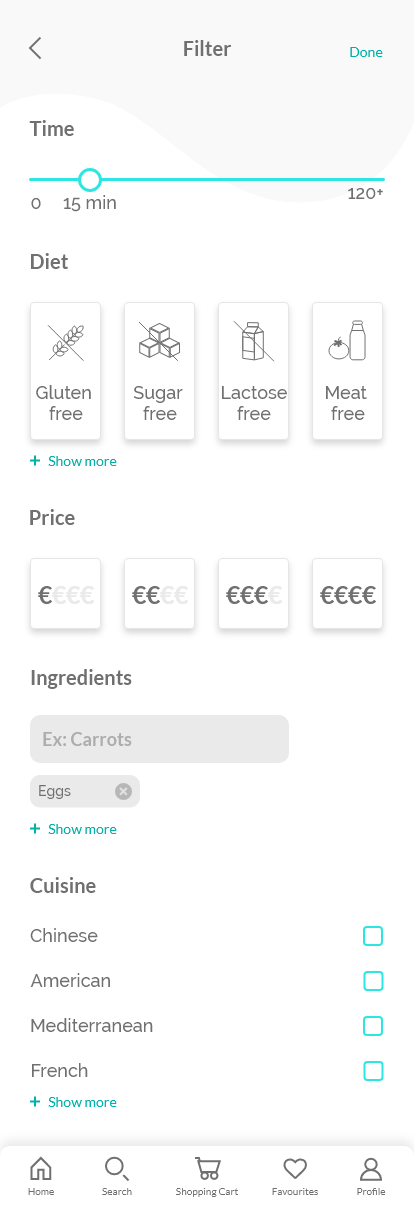 Filter
Done
Time
0 15 min 120+
Diet
Gluten free
Sugar free
Lactose free
Meat free
+ Show more
Price
€€€€ €€€€ €€€€ €€€€
Ingredients
Ex: Carrots
Eggs
+ Show more
Cuisine
Chinese
American
Mediterranean
French
+ Show more
Home Search Shopping Cart Favourites Profile